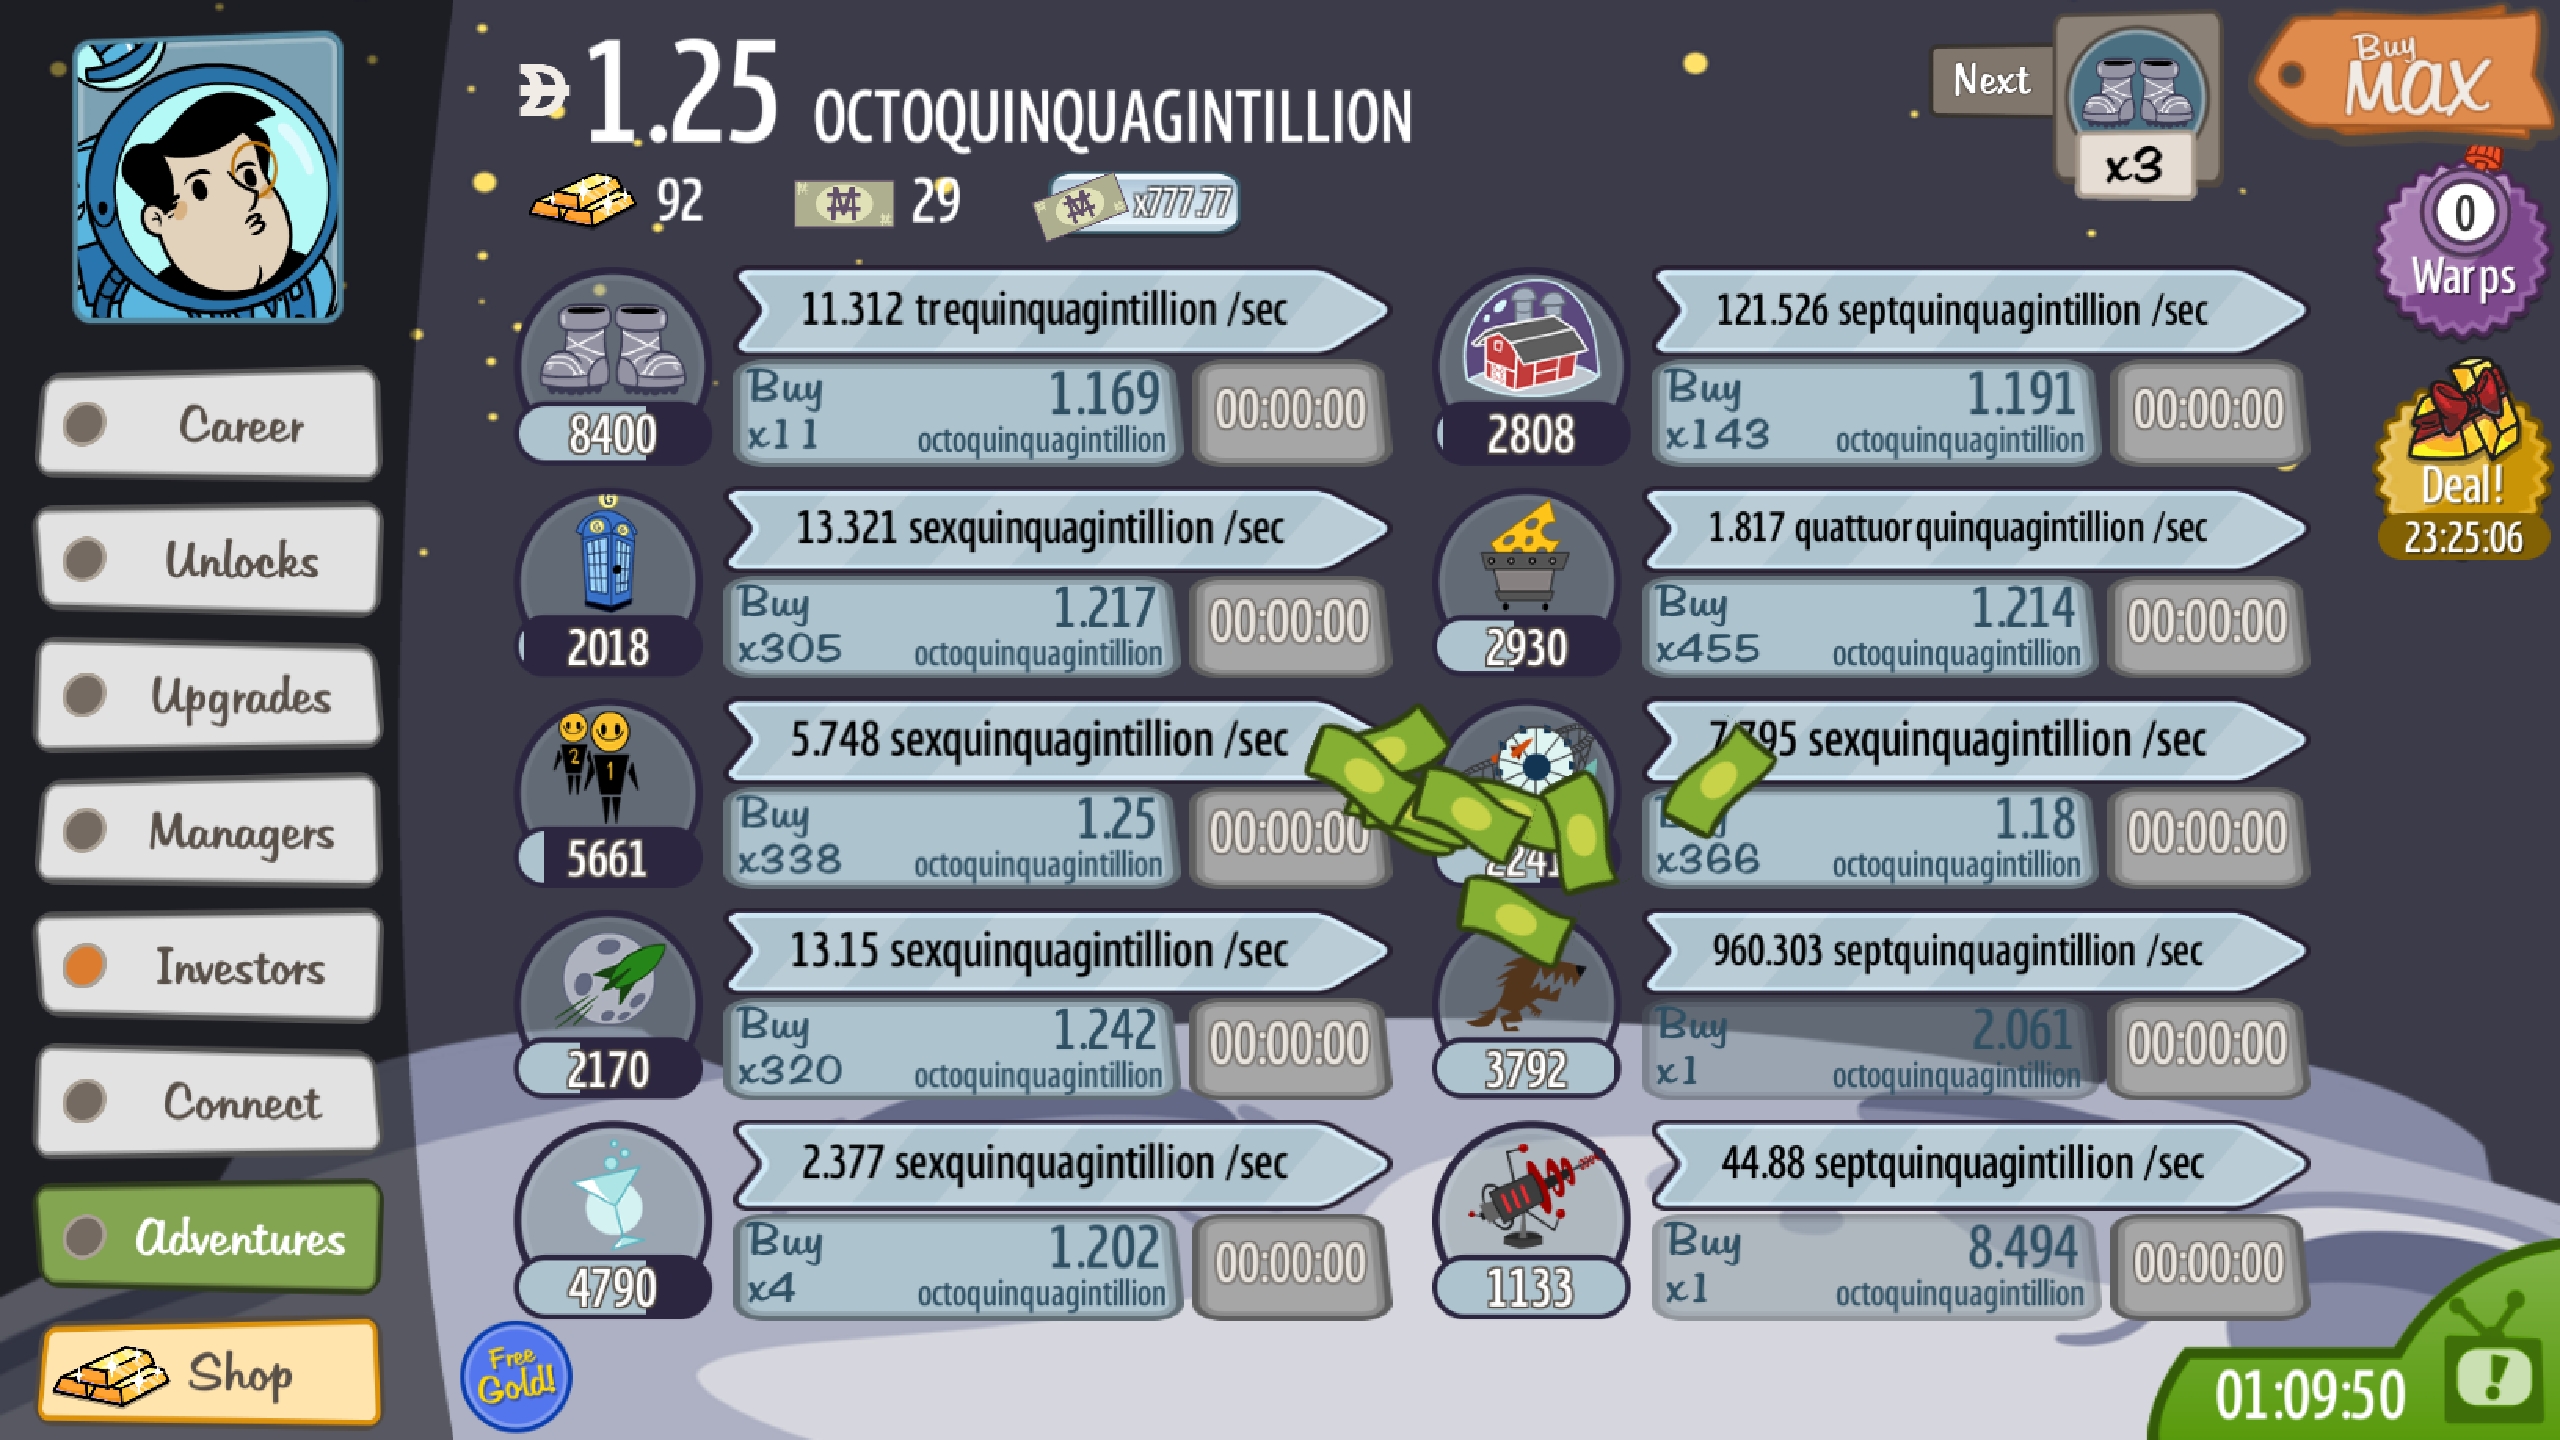 1.25 OCTOQUINQUAGINTILLION
92 29 x777.77
Next
x3
Buy
MAX
0
Warps
Deal!
23:25:06
Career
Unlocks
Upgrades
Managers
Investors
Connect
Adventures
Shop
11.312 trequinquagintillion /sec
Buy 1.169
x11 octoquinquagintillion
00:00:00
8400
121.526 septquinquagintillion /sec
Buy 1.191
x143 octoquinquagintillion
00:00:00
2808
13.321 sexquinquagintillion /sec
Buy 1.217
x305 octoquinquagintillion
00:00:00
2018
1.817 quattuorquinquagintillion /sec
Buy 1.214
x455 octoquinquagintillion
00:00:00
2930
2 1
5.748 sexquinquagintillion /sec
Buy 1.25
x338 octoquinquagintillion
00:00:00
5661
sexquinquagintillion /sec
1.18
x366 octoquinquagintillion
00:00:00
13.15 sexquinquagintillion /sec
Buy 1.242
x320 octoquinquagintillion
00:00:00
2170
960.303 septquinquagintillion /sec
Buy 2.061
x1 octoquinquagintillion
00:00:00
3792
2.377 sexquinquagintillion /sec
Buy 1.202
x4 octoquinquagintillion
00:00:00
4790
44.88 septquinquagintillion /sec
Buy 8.494
x1 octoquinquagintillion
00:00:00
1133
Free
Gold!
01:09:50
!